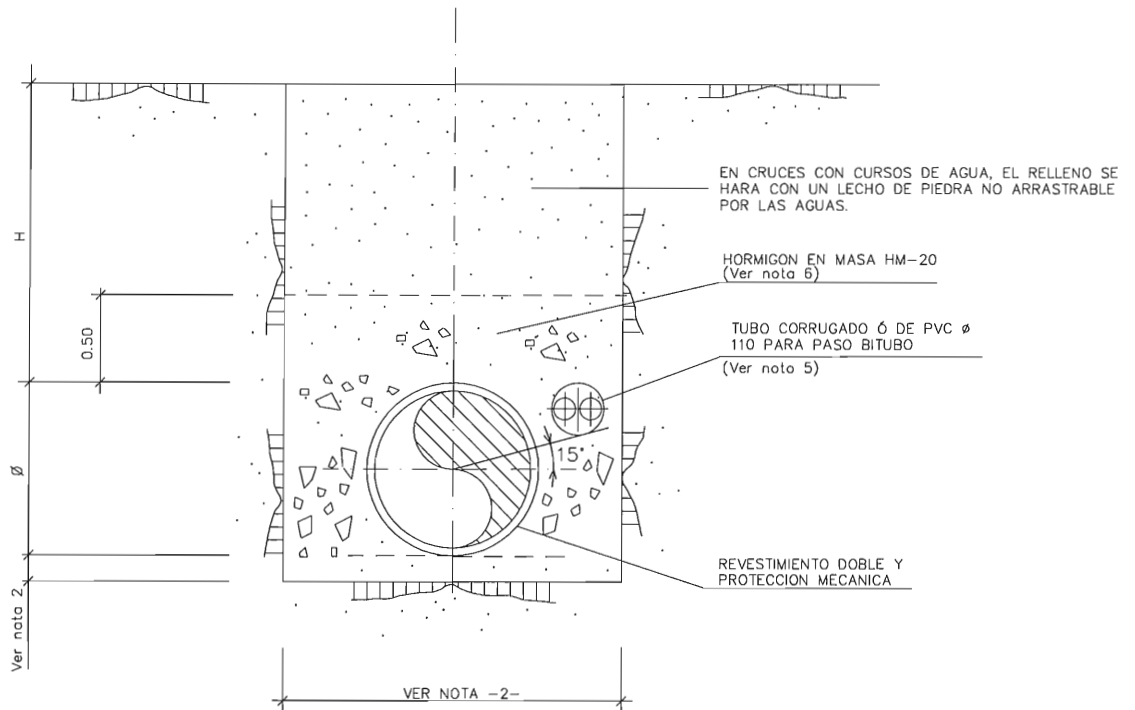 EN CRUCES CON CURSOS DE AGUA, EL RELLENO SE
HARA CON UN LECHO DE PIEDRA NO ARRASTRABLE
POR LAS AGUAS.
H
HORMIGON EN MASA HM-20
(Ver nota 6)
0.50
TUBO CORRUGADO Ó DE PVC ø
110 PARA PASO BITUBO
(Ver nota 5)
15°
Ø
REVESTIMIENTO DOBLE Y
PROTECCION MECANICA
Ver nota 2
VER NOTA -2-